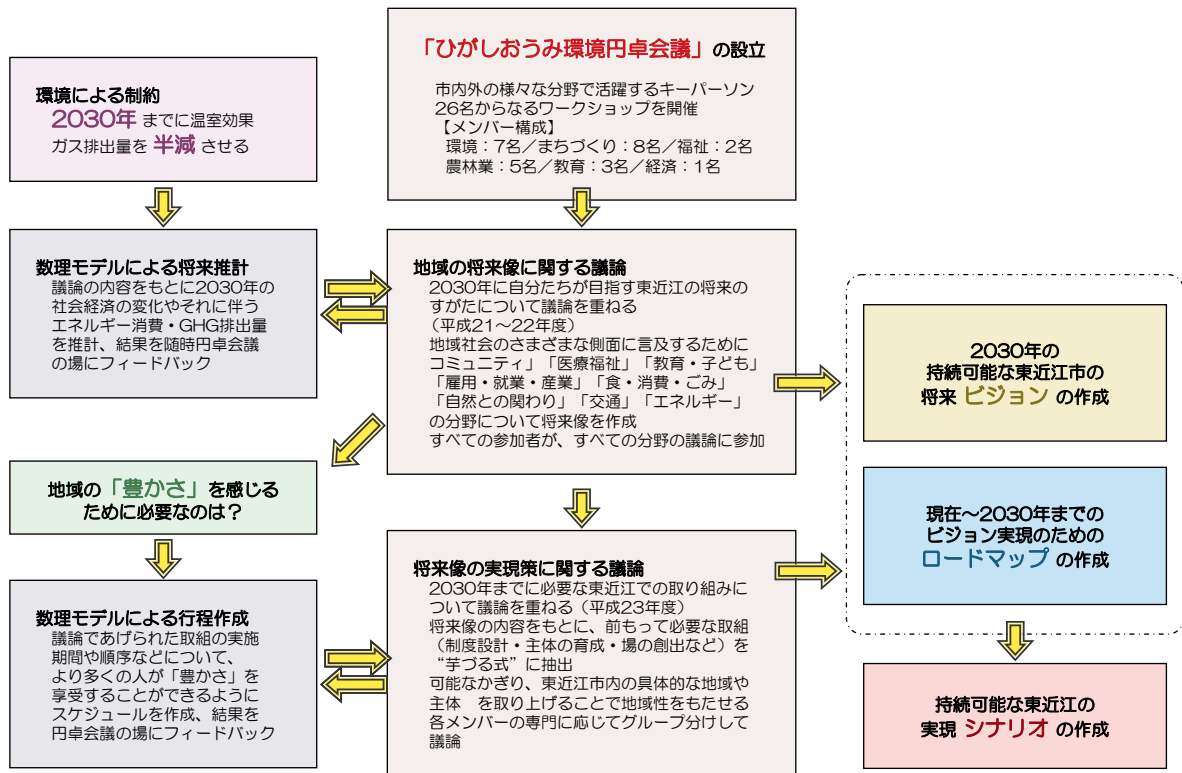 「ひがしおうみ環境円卓会議」の設立
市内外の様々な分野で活躍するキーパーソン
26名からなるワークショップを開催
【メンバー構成】
環境：7名／まちづくり：8名／福祉：2名
農林業：5名／教育：3名／経済：1名
環境による制約
2030年 までに温室効果
ガス排出量を 半減 させる
数理モデルによる将来推計
議論の内容をもとに2030年の
社会経済の変化やそれに伴う
エネルギー消費・GHG排出量
を推計、結果を随時円卓会議
の場にフィードバック
地域の将来像に関する議論
2030年に自分たちが目指す東近江の将来の
すがたについて議論を重ねる
（平成21～22年度）
地域社会のさまざまな側面に言及するために
コミュニティ」「医療福祉」「教育・子ども」
「雇用・就業・産業」「食・消費・ごみ」
「自然との関わり」「交通」「エネルギー」
の分野について将来像を作成
すべての参加者が、すべての分野の議論に参加
2030年の
持続可能な東近江市の
将来 ビジョン の作成
地域の「豊かさ」を感じる
ために必要なのは？
現在～2030年までの
ビジョン実現のための
ロードマップ の作成
数理モデルによる行程作成
議論であげられた取組の実施
期間や順序などについて、
より多くの人が「豊かさ」を
享受することができるように
スケジュールを作成、結果を
円卓会議の場にフィードバック
将来像の実現策に関する議論
2030年までに必要な東近江での取り組みに
ついて議論を重ねる（平成23年度）
将来像の内容をもとに、前もって必要な取組
（制度設計・主体の育成・場の創出など）を
“芋づる式”に抽出
可能なかぎり、東近江市内の具体的な地域や
主体　を取り上げることで地域性をもたせる
各メンバーの専門に応じてグループ分けして
議論
持続可能な東近江の
実現 シナリオ の作成